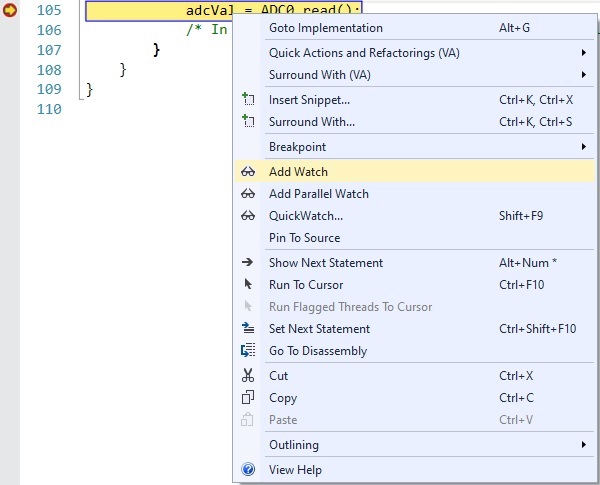 105 adcVal = ADC0_read();
Goto Implementation Alt+G
106 /* In
107 }
Quick Actions and Refactorings (VA)
108 }
Surround With (VA)
109 }
Insert Snippet... Ctrl+K, Ctrl+X
110
Surround With... Ctrl+K, Ctrl+S
Breakpoint
Add Watch
Add Parallel Watch
QuickWatch... Shift+F9
Pin To Source
Show Next Statement Alt+Num *
Run To Cursor Ctrl+F10
Run Flagged Threads To Cursor
Set Next Statement Ctrl+Shift+F10
Go To Disassembly
Cut Ctrl+X
Copy Ctrl+C
Paste Ctrl+V
Outlining
View Help